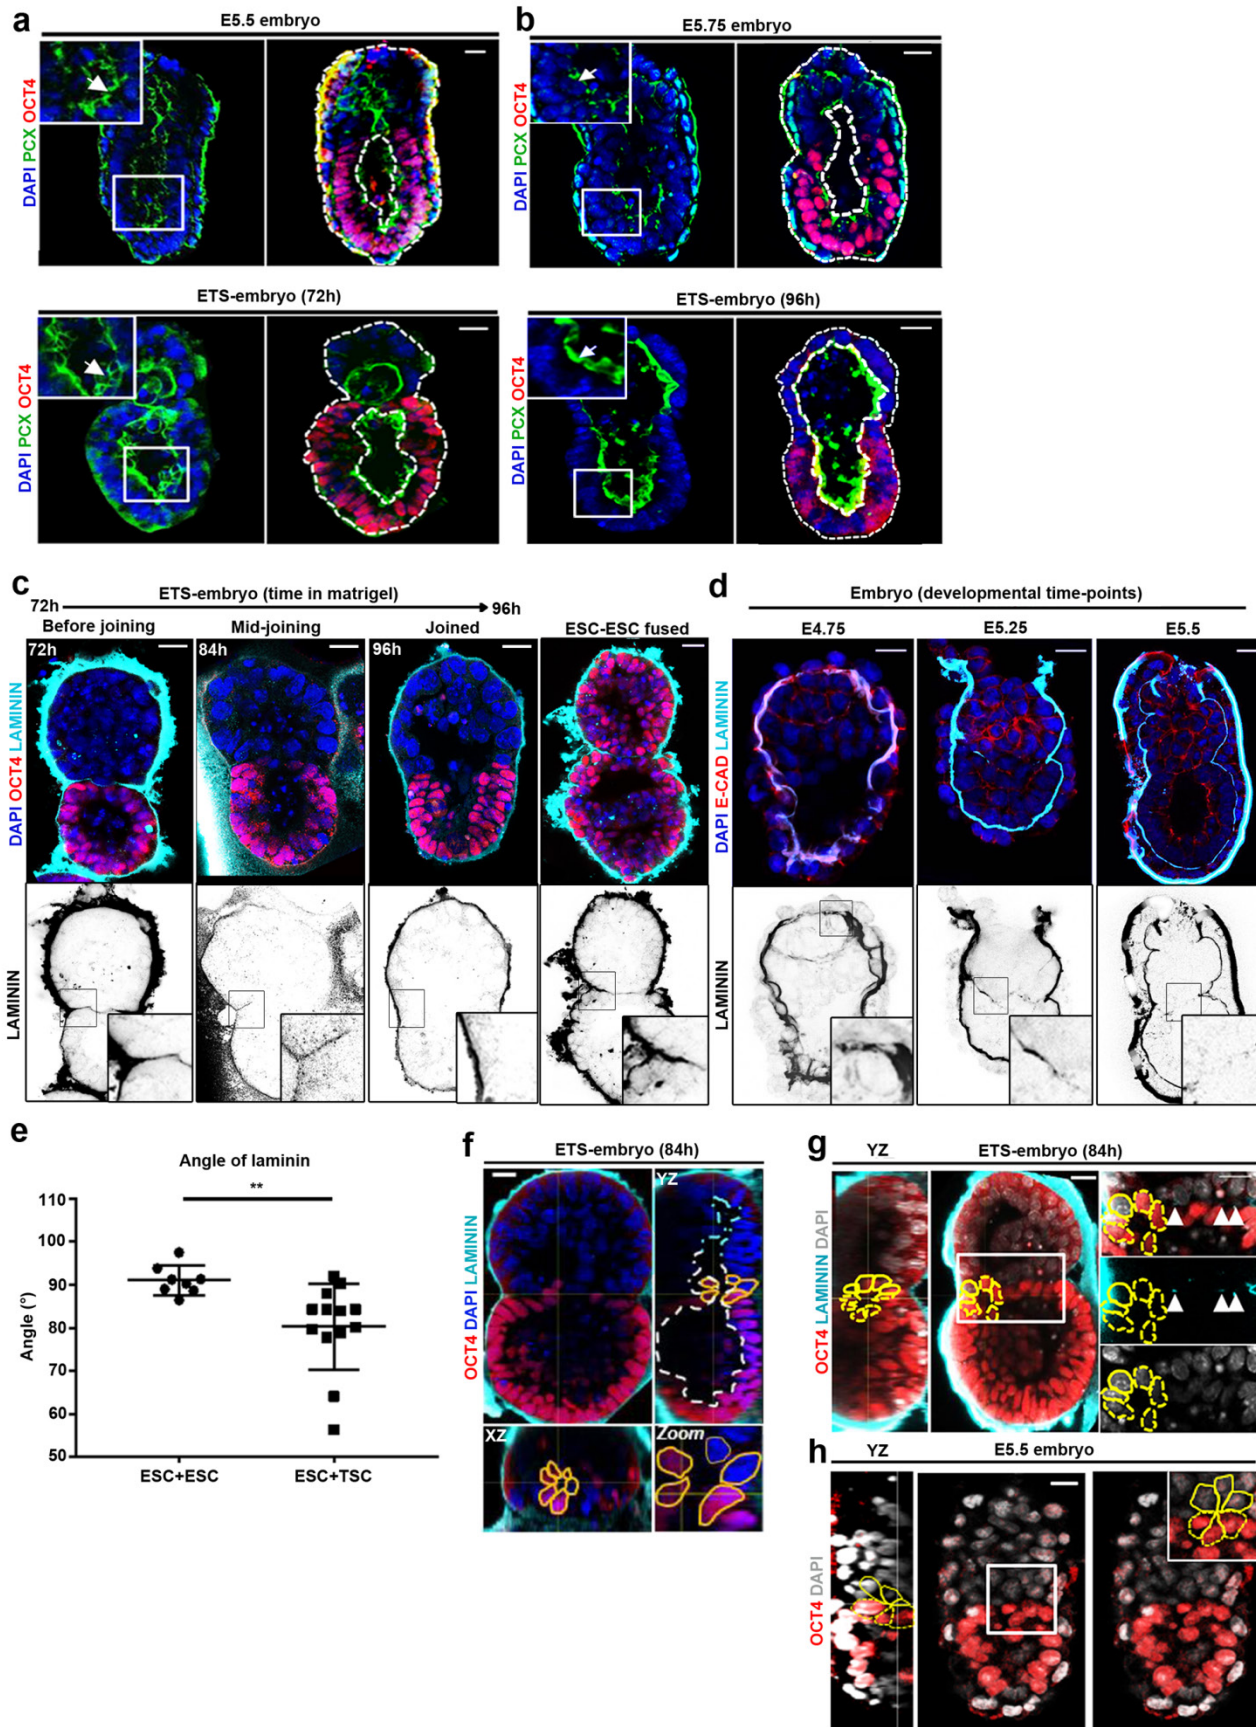 a
E5.5 embryo
DAPI PCX OCT4
b
E5.75 embryo
DAPI PCX OCT4
ETS-embryo (72h)
DAPI PCX OCT4
ETS-embryo (96h)
DAPI PCX OCT4
c
ETS-embryo (time in matrigel)
72h
96h
Before joining
Mid-joining
Joined
ESC-ESC fused
72h
84h
96h
DAPI OCT4 LAMININ
LAMININ
d
Embryo (developmental time-points)
E4.75
E5.25
E5.5
DAPI E-CAD LAMININ
LAMININ
e
Angle of laminin
**
Angle (°)
110
100
90
80
70
60
50
ESC+ESC
ESC+TSC
f
ETS-embryo (84h)
OCT4 DAPI LAMININ
YZ
XZ
Zoom
g
YZ
ETS-embryo (84h)
OCT4 LAMININ DAPI
h
YZ
E5.5 embryo
OCT4 DAPI